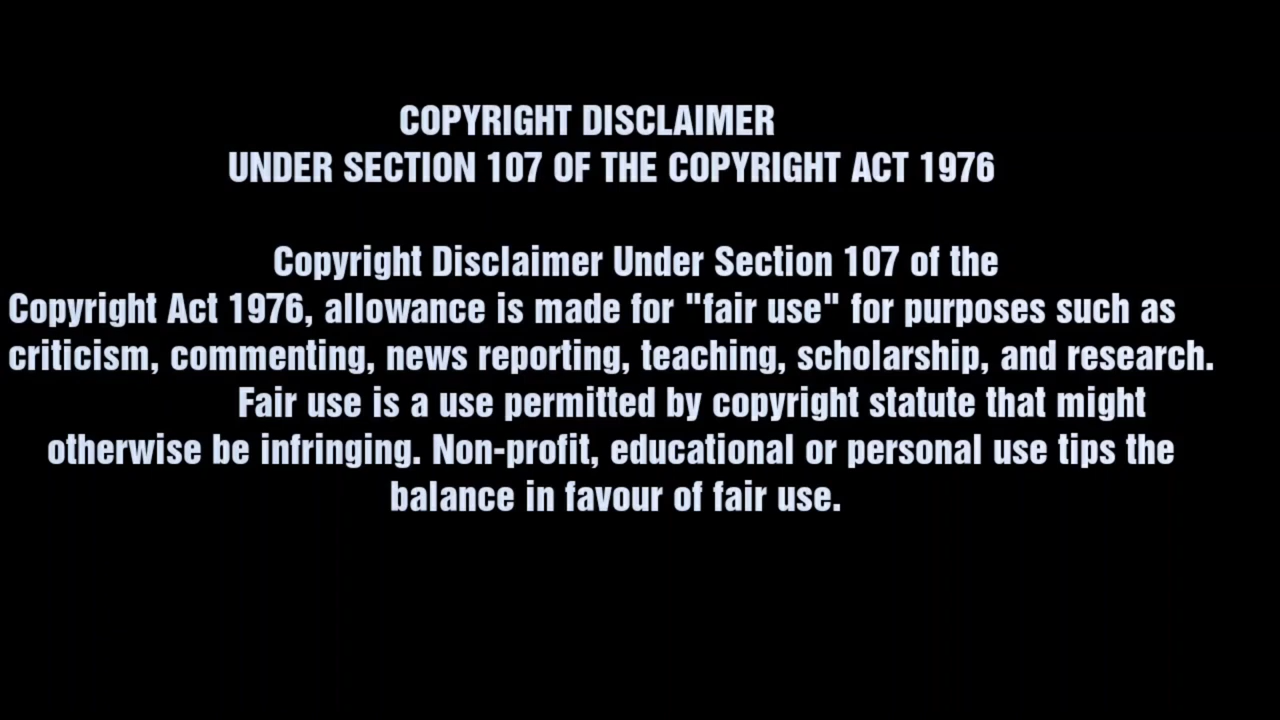 COPYRIGHT DISCLAIMER
UNDER SECTION 107 OF THE COPYRIGHT ACT 1976
Copyright Disclaimer Under Section 107 of the
Copyright Act 1976, allowance is made for "fair use" for purposes such as
criticism, commenting, news reporting, teaching, scholarship, and research.
Fair use is a use permitted by copyright statute that might
otherwise be infringing. Non-profit, educational or personal use tips the
balance in favour of fair use.